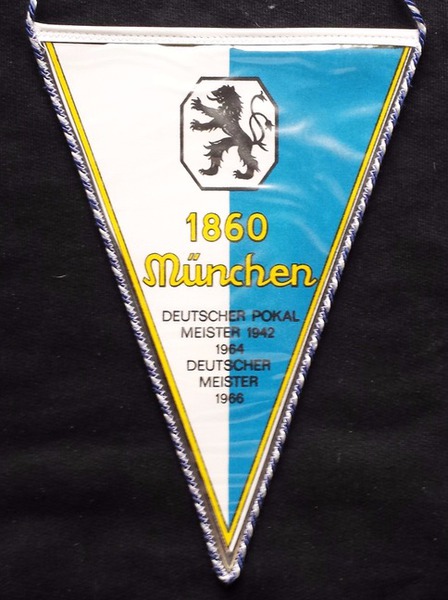 1860
München
DEUTSCHER POKAL
MEISTER 1942
1964
DEUTSCHER
MEISTER
1966